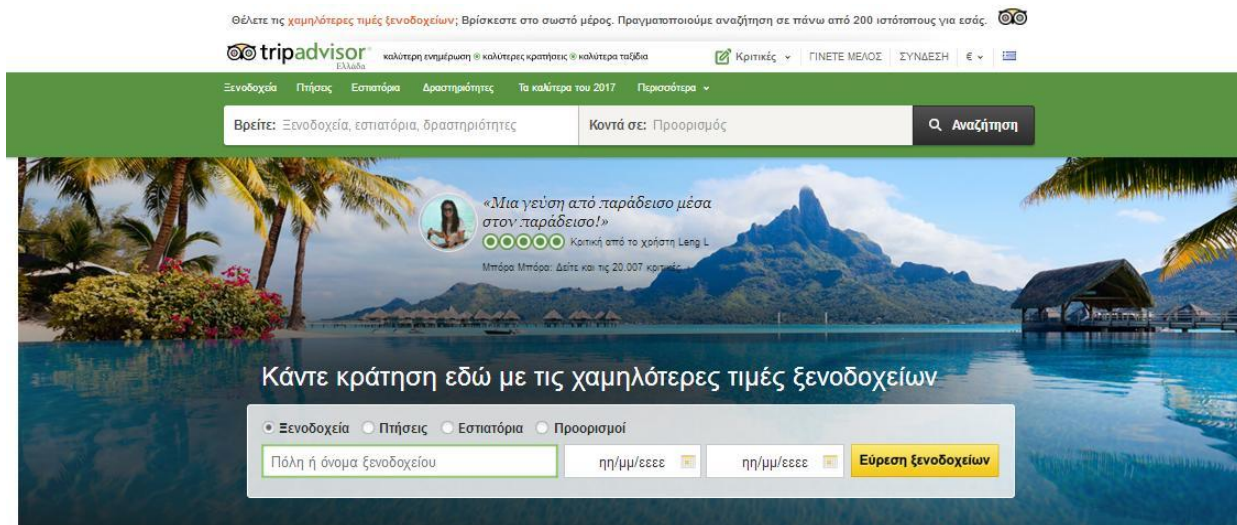 Θέλετε τις χαμηλότερες τιμές ξενοδοχείων; Βρίσκεστε στο σωστό μέρος. Πραγματοποιούμε αναζήτηση σε πάνω από 200 ιστότοπους για εσάς.
tripadvisor καλύτερη ενημέρωση καλύτερες κρατήσεις καλύτερα ταξίδια Κριτικές ΓΙΝΕΤΕ ΜΕΛΟΣ ΣΥΝΔΕΣΗ €
Ελλάδα
Ξενοδοχεία Πτήσεις Εστιατόρια Δραστηριότητες Τα καλύτερα του 2017 Περισσότερα
Βρείτε: Ξενοδοχεία, εστιατόρια, δραστηριότητες Κοντά σε: Προορισμός Αναζήτηση
«Μια γεύση από παράδεισο μέσα
στον παράδεισο!»
Κριτική από το χρήστη Leng L
Μπόρα Μπόρα: Δείτε και τις 20.007 κριτικές
Κάντε κράτηση εδώ με τις χαμηλότερες τιμές ξενοδοχείων
Ξενοδοχεία Πτήσεις Εστιατόρια Προορισμοί
Πόλη ή όνομα ξενοδοχείου ηη/μμ/εεεε ηη/μμ/εεεε Εύρεση ξενοδοχείων